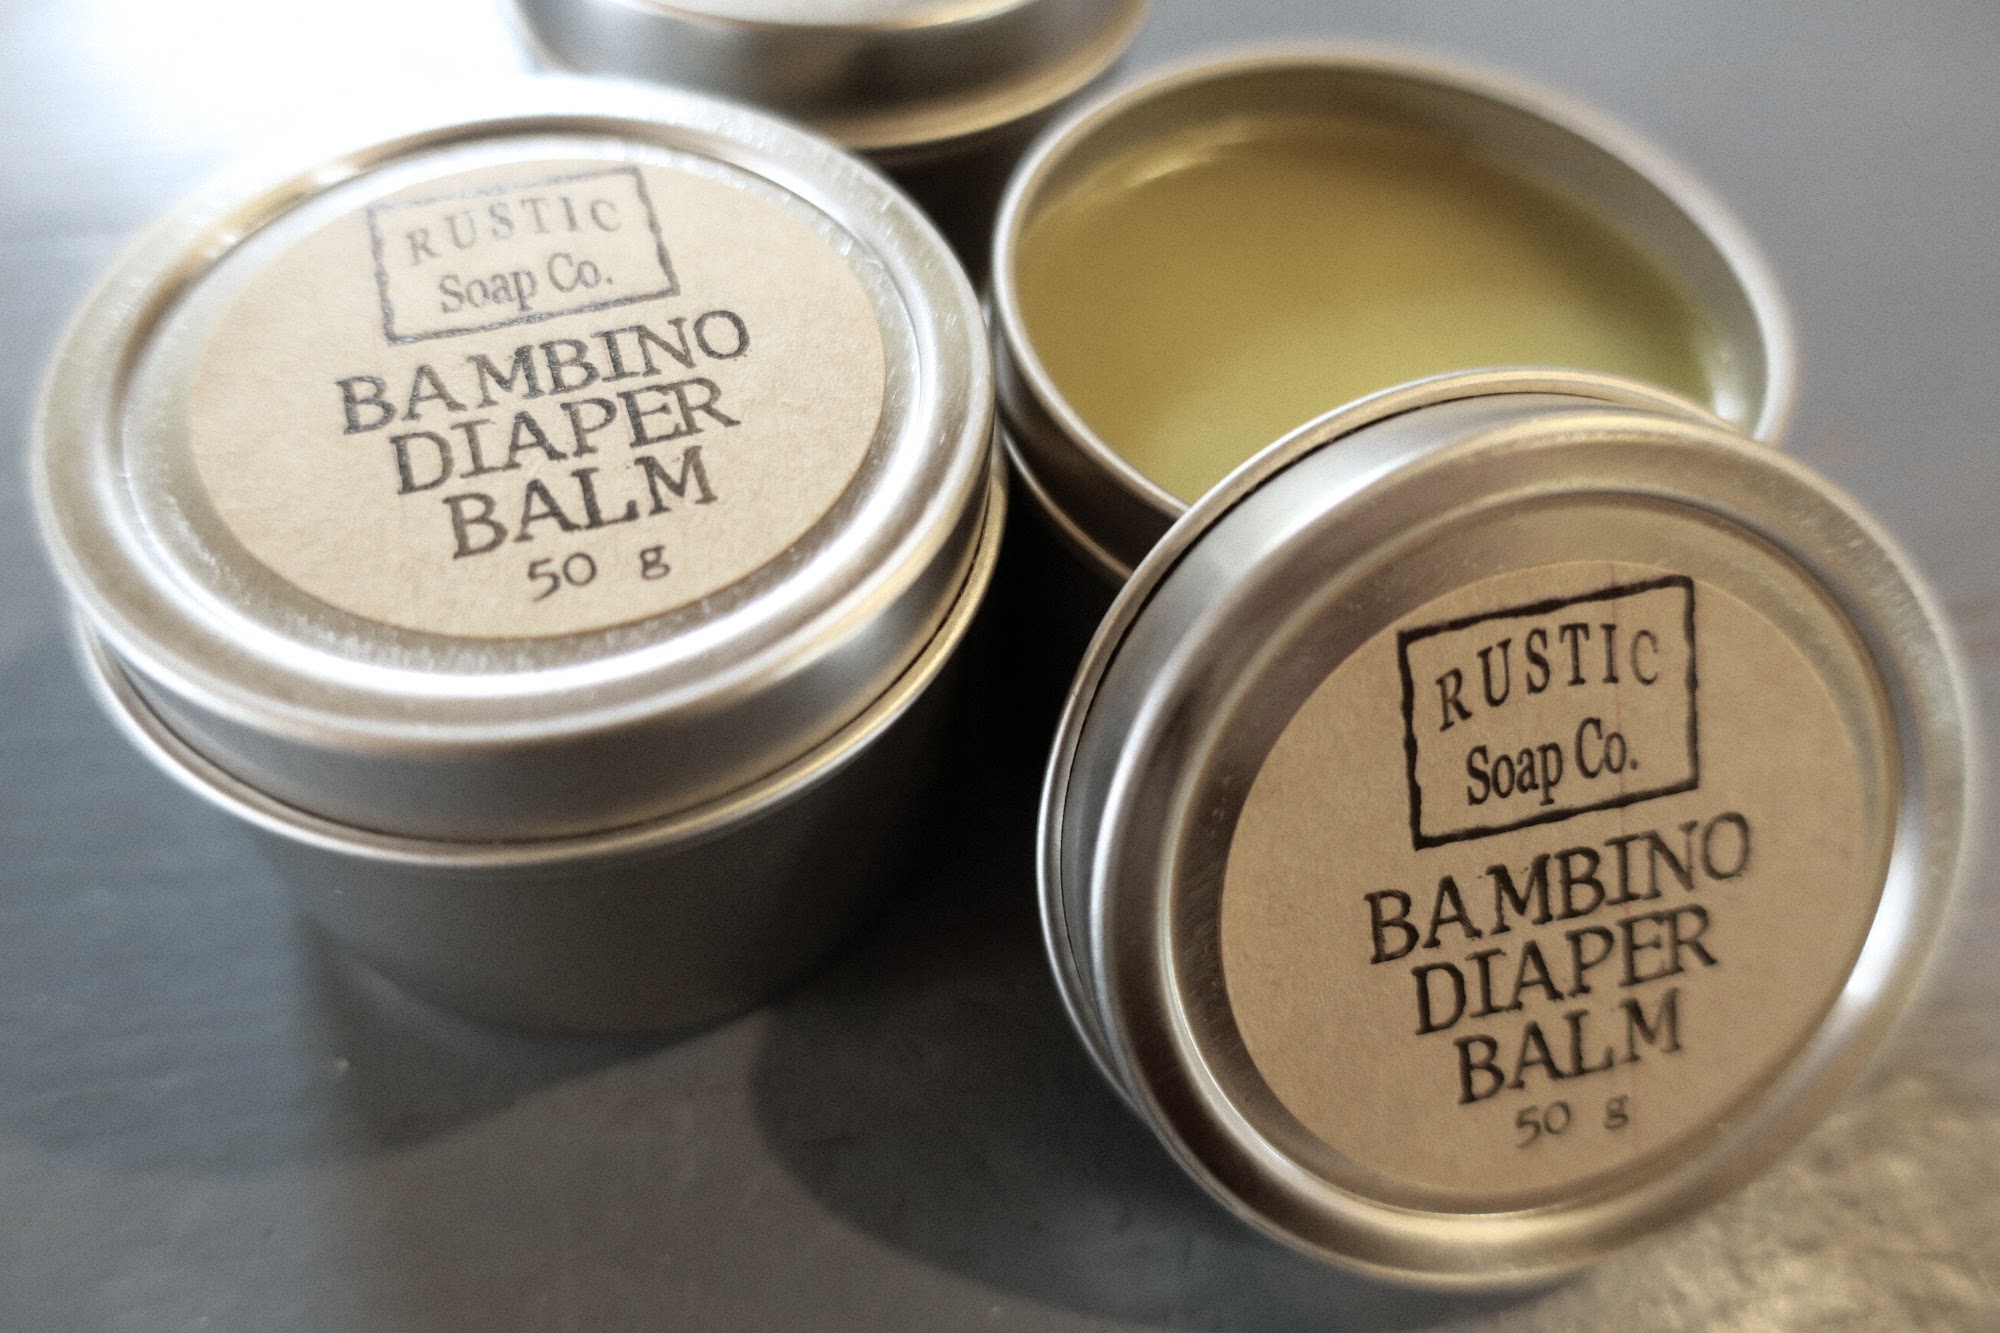 RUSTIC
Soap Co.
BAMBINO
DIAPER
BALM
50 g
RUSTIC
Soap Co.
BAMBINO
DIAPER
BALM
50 g